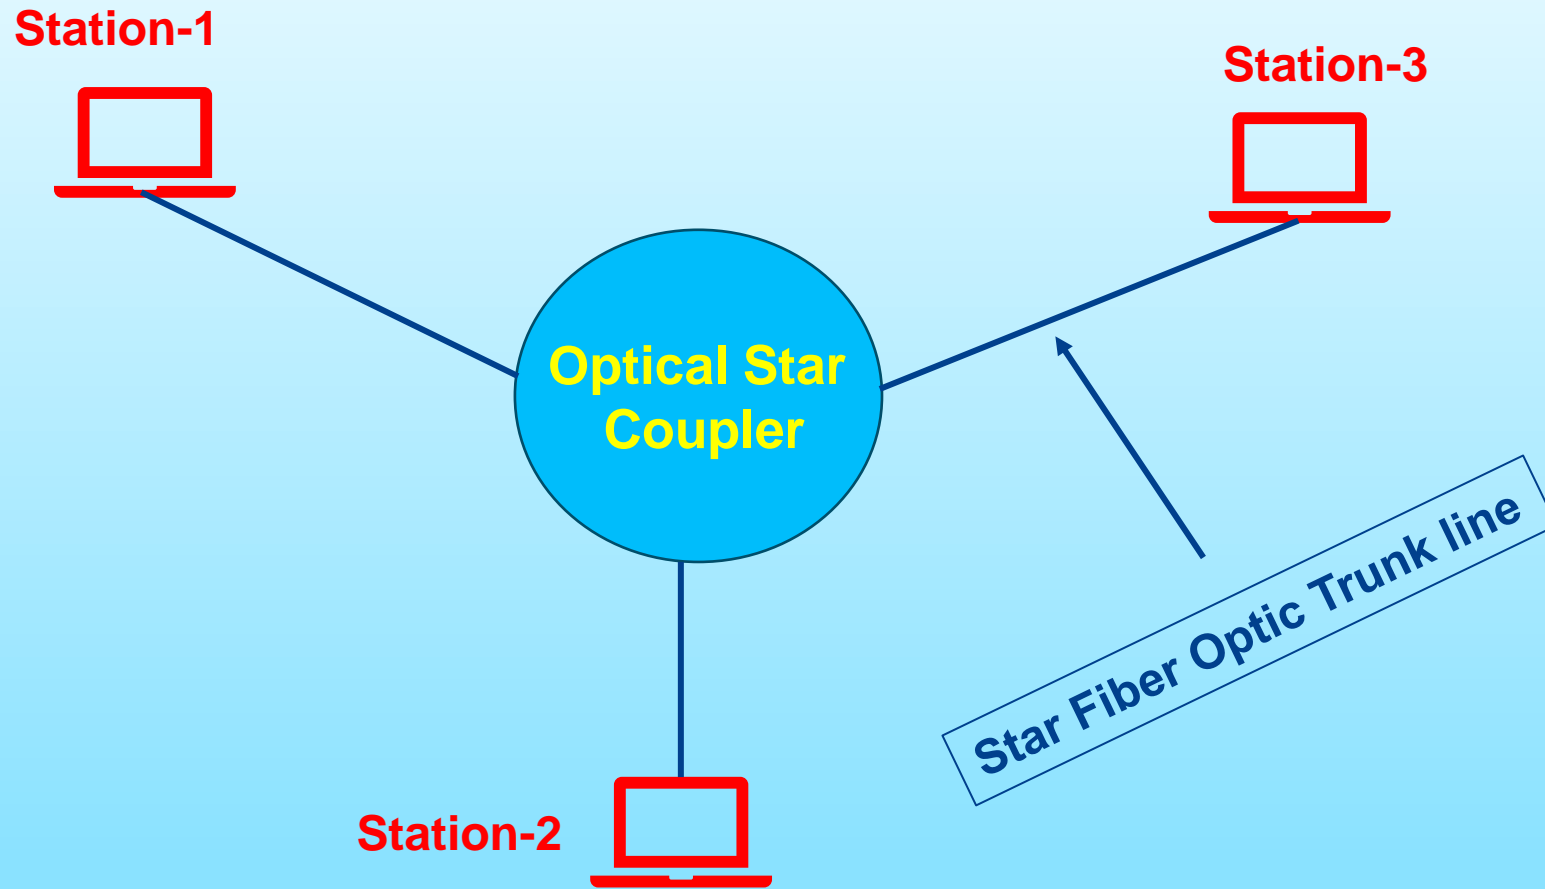 Station-1
Station-3
Optical Star
Coupler
Star Fiber Optic Trunk line
Station-2